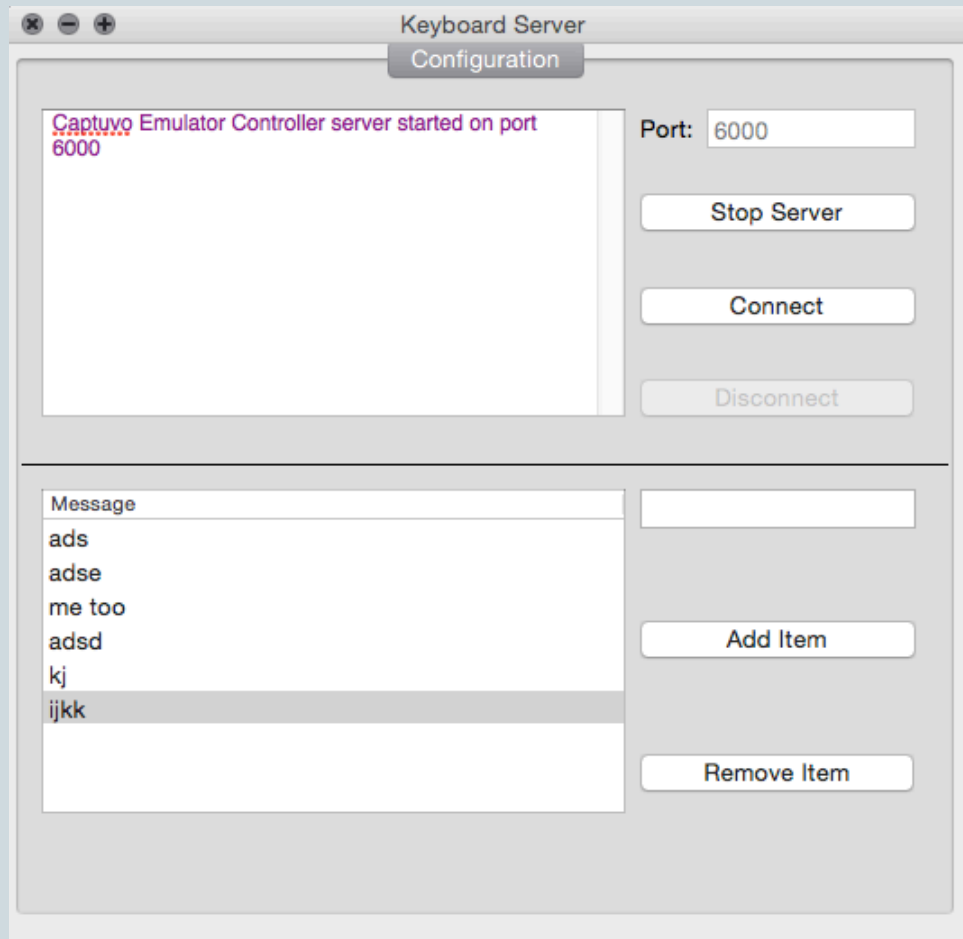 Keyboard Server
Configuration
Captuvo Emulator Controller server started on port
6000
Port: 6000
Stop Server
Connect
Disconnect
Message
ads
adse
me too
adsd
kj
ijkk
Add Item
Remove Item